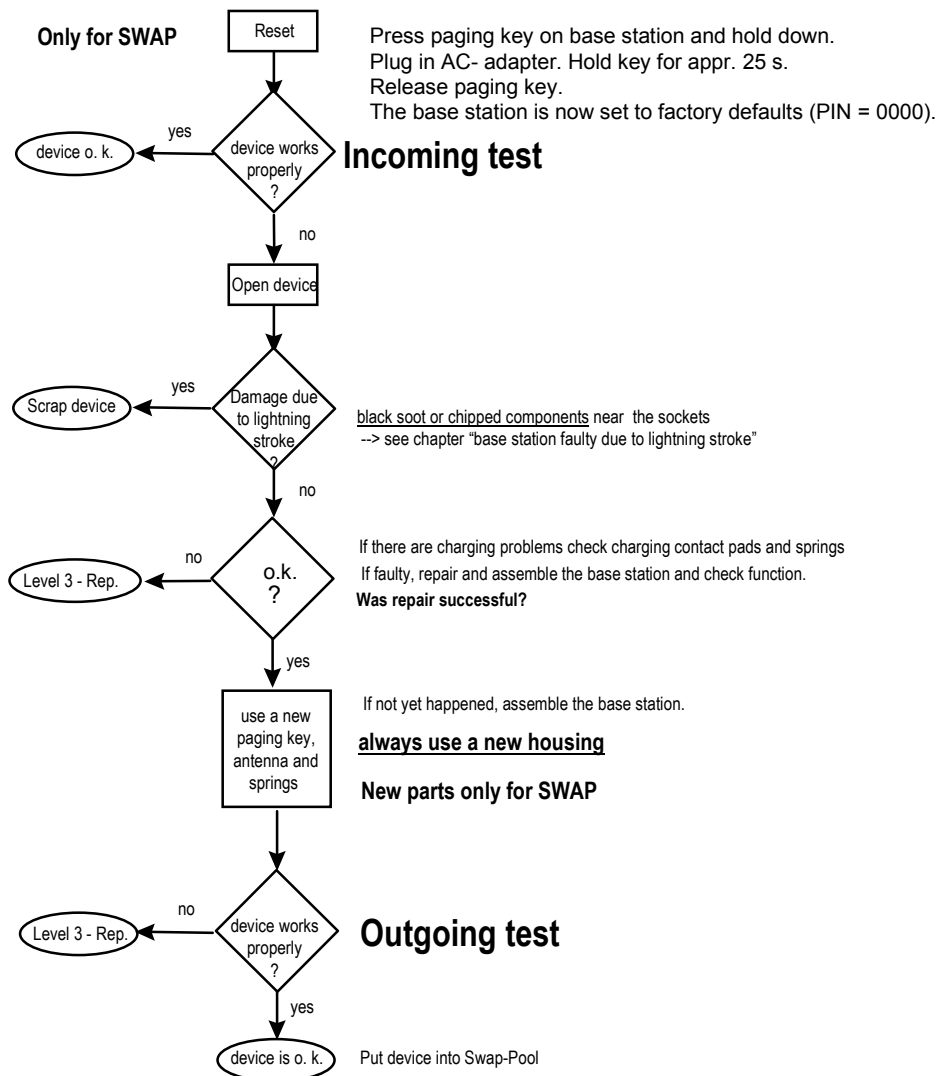 Only for SWAP
Reset
Press paging key on base station and hold down.
Plug in AC- adapter. Hold key for appr. 25 s.
Release paging key.
The base station is now set to factory defaults (PIN = 0000).
yes
device o. k.
device works
properly
?
Incoming test
no
Open device
yes
Scrap device
Damage due
to lightning
stroke
?
black soot or chipped components near the sockets
--> see chapter “base station faulty due to lightning stroke”
no
no
Level 3 - Rep.
o.k.
?
If there are charging problems check charging contact pads and springs
If faulty, repair and assemble the base station and check function.
Was repair successful?
yes
use a new
paging key,
antenna and
springs
If not yet happened, assemble the base station.
always use a new housing
New parts only for SWAP
no
Level 3 - Rep.
device works
properly
?
Outgoing test
yes
device is o. k.
Put device into Swap-Pool